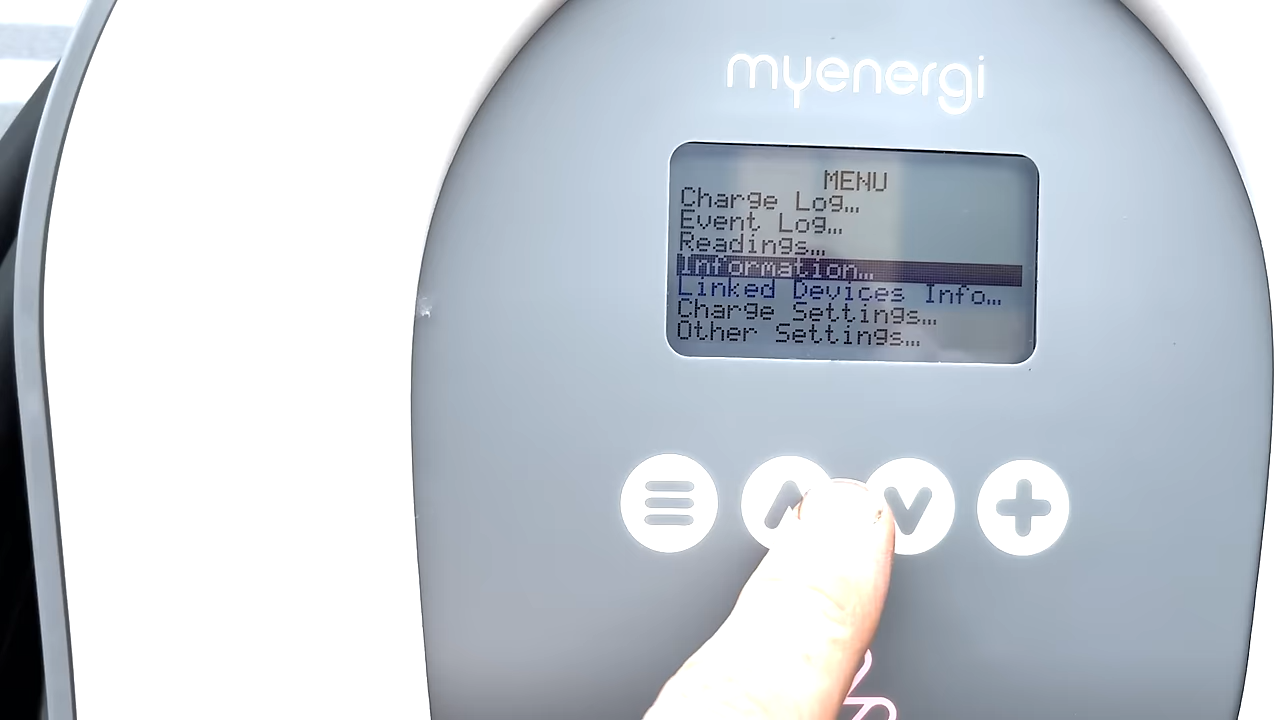 myenergi
MENU
Charge Log...
Event Log...
Readings...
Information...
Linked Devices Info...
Charge Settings...
Other Settings...